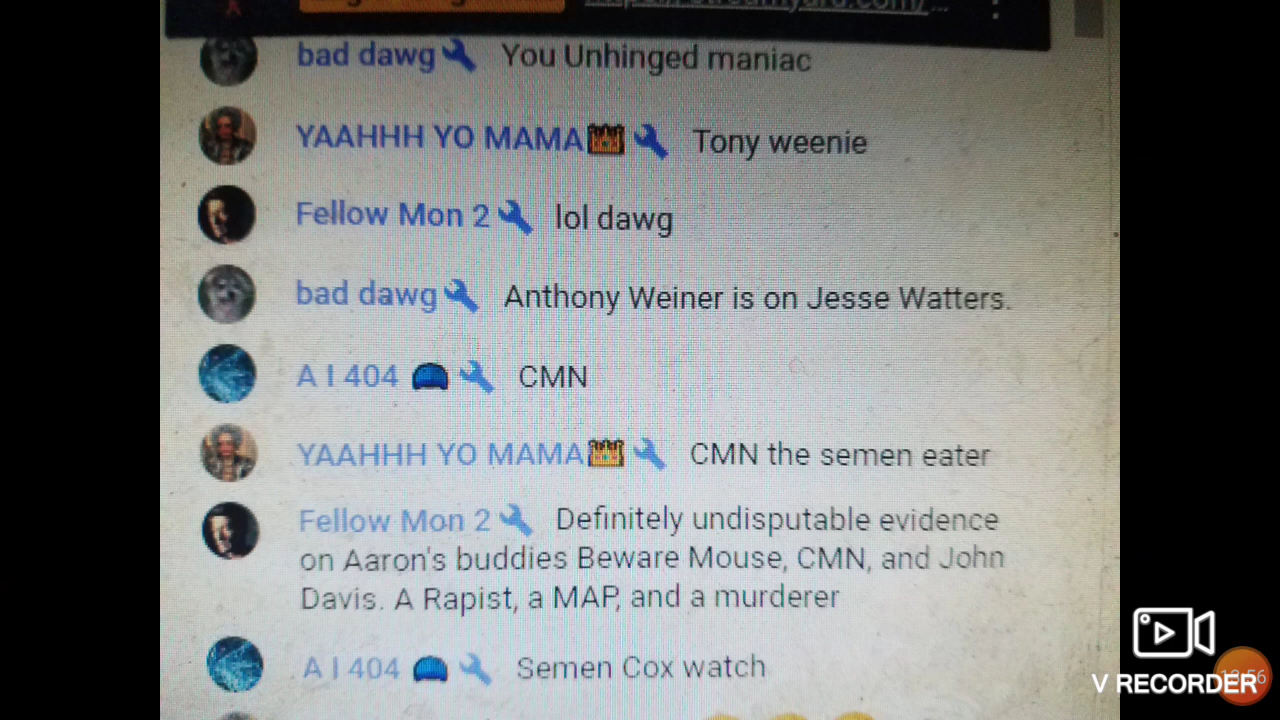 bad dawg You Unhinged maniac
YAAHHH YO MAMA Tony weenie
Fellow Mon 2 lol dawg
bad dawg Anthony Weiner is on Jesse Watters.
A I 404 CMN
YAAHHH YO MAMA CMN the semen eater
Fellow Mon 2 Definitely undisputable evidence
on Aaron's buddies Beware Mouse, CMN, and John
Davis. A Rapist, a MAP, and a murderer
A I 404 Semen Cox watch
V RECORDER